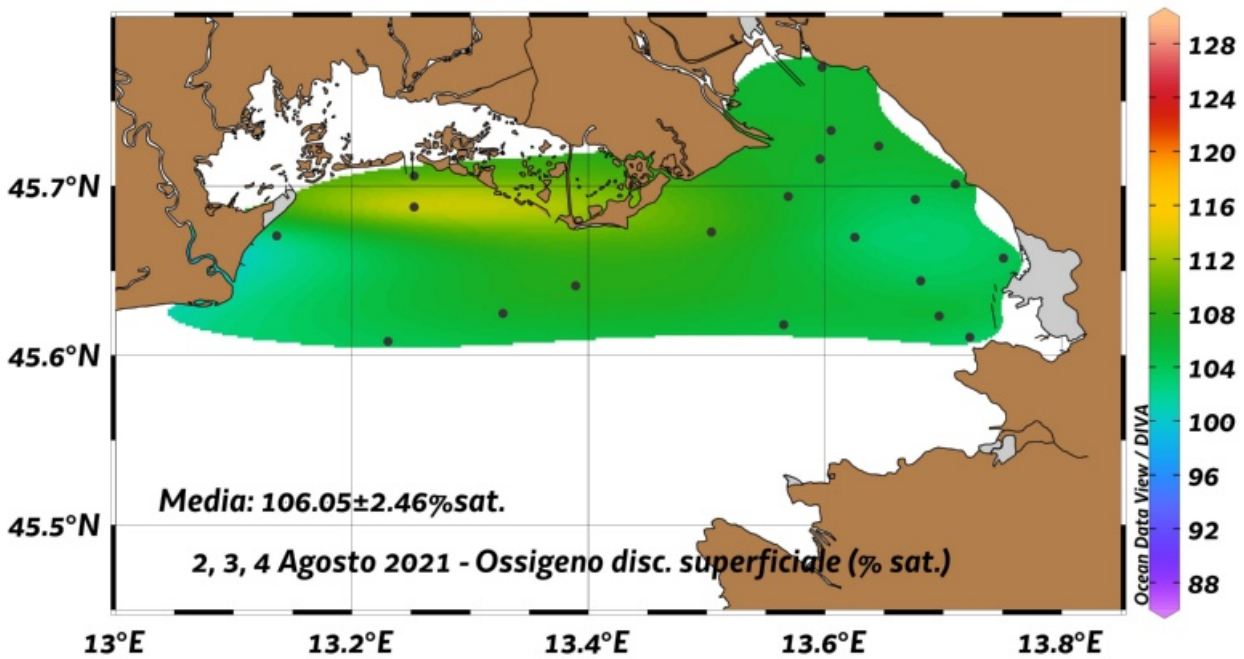 128
124
120
45.7°N
116
112
108
45.6°N
104
100
96
Media: 106.05±2.46%sat.
45.5°N
92
2, 3, 4 Agosto 2021 - Ossigeno disc. superficiale (% sat.)
88
Ocean Data View / DIVA
13°E 13.2°E 13.4°E 13.6°E 13.8°E